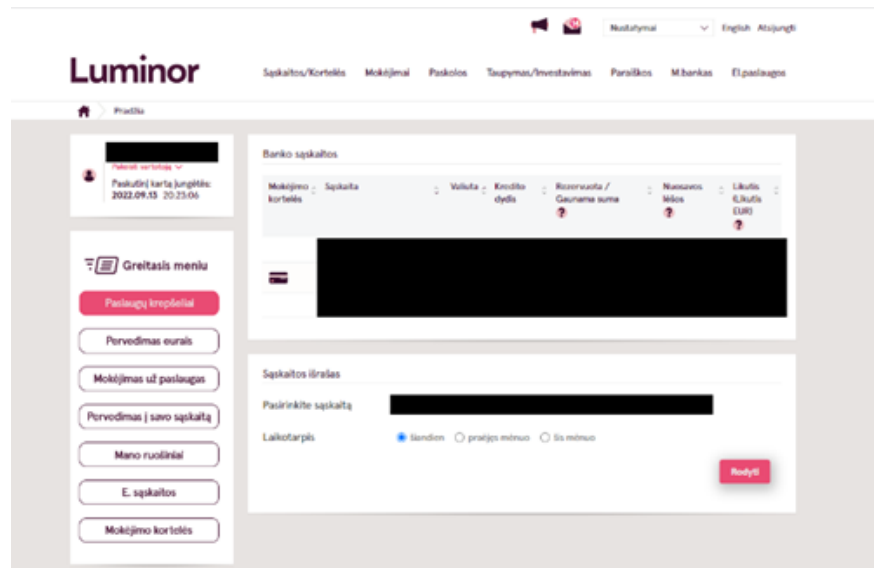 Nustatymai English Atsijungti
Luminor
Sąskaitos/Kortelės Mokėjimai Paskolos Taupymas/Investavimas Paraiškos M.bankas El.paslaugos
Pradžia
Pakeisti vartotoją
Paskutinį kartą jungėtės:
2022.09.13 20:23:06
Greitasis meniu
Paslaugų krepšeliai
Pervedimas eurais
Mokėjimas už paslaugas
Pervedimas į savo sąskaitą
Mano ruošiniai
E. sąskaitos
Mokėjimo kortelės
Banko sąskaitos
Mokėjimo kortelės Sąskaita Valiuta Kredito dydis Rezervuota / Gaunama suma ? Nuosavos lėšos ? Likutis (Likutis EUR) ?
Sąskaitos išrašas
Pasirinkite sąskaitą
Laikotarpis šiandien praėjęs mėnuo šis mėnuo
Rodyti